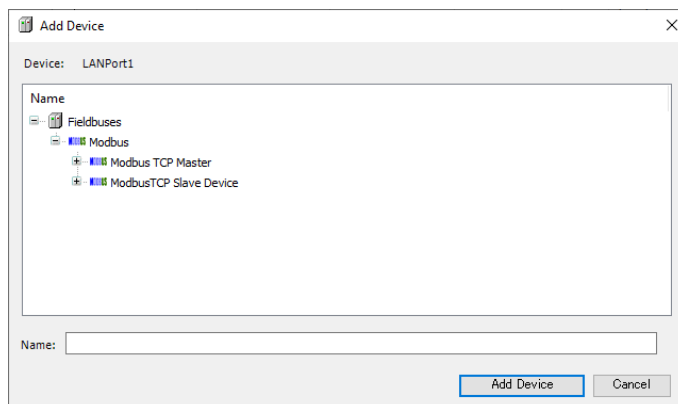 Add Device
Device: LANPort1
Name
Fieldbuses
Modbus
Modbus TCP Master
ModbusTCP Slave Device
Name:
Add Device Cancel